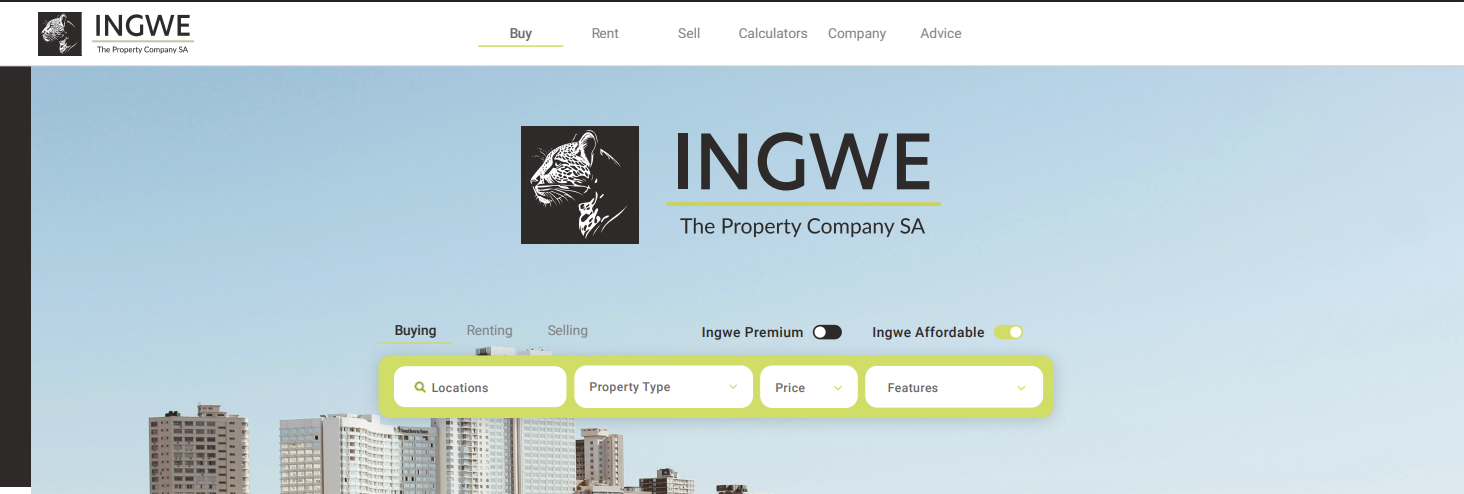 INGWE
The Property Company SA
Buy Rent Sell Calculators Company Advice
INGWE
The Property Company SA
Buying Renting Selling Ingwe Premium Ingwe Affordable
Locations Property Type Price Features